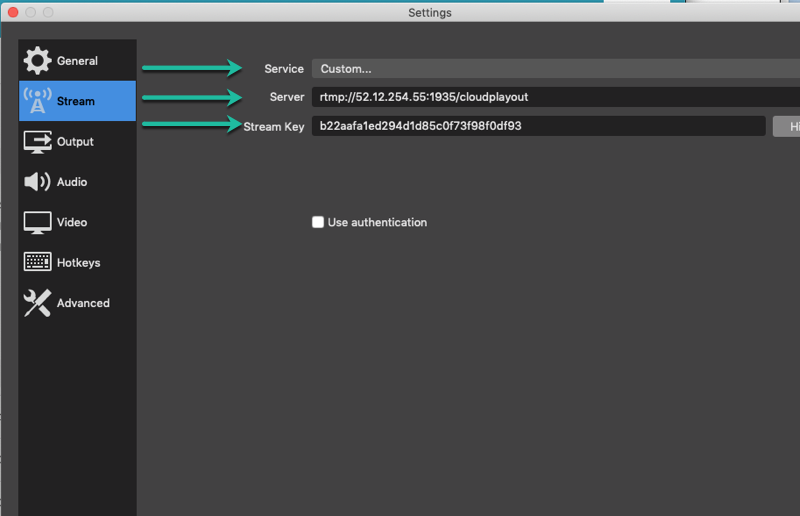 Settings
General
Service Custom...
Stream
Server rtmp://52.12.254.55:1935/cloudplayout
Stream Key b22aafa1ed294d1d85c0f73f98f0df93 Hi
Output
Audio
Video
Use authentication
Hotkeys
Advanced